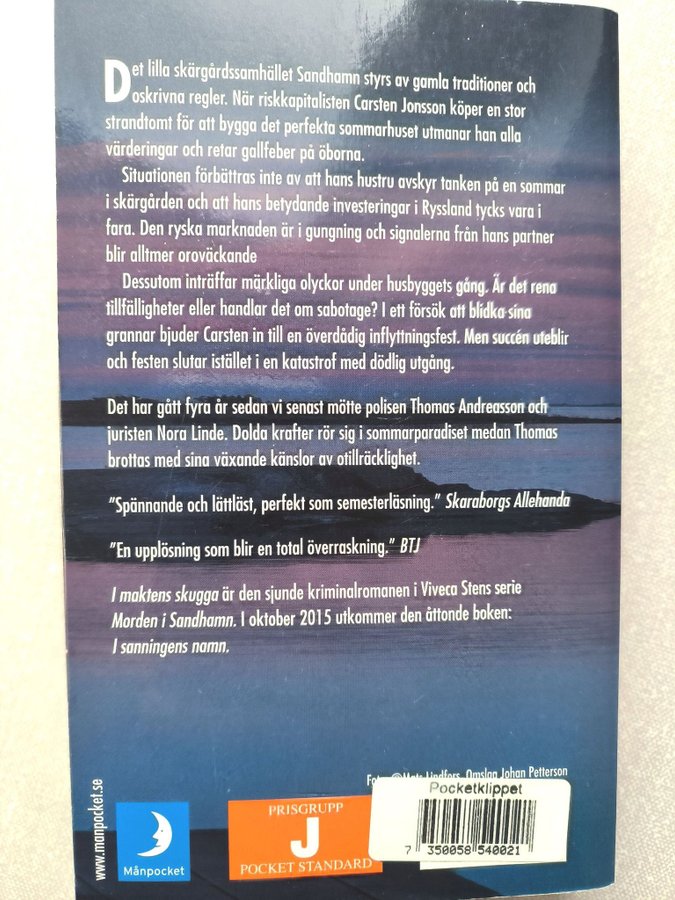 Det lilla skärgårdssamhället Sandhamn styrs av gamla traditioner och
oskrivna regler. När riskkapitalisten Carsten Jonsson köper en stor
strandtomt för att bygga det perfekta sommarhuset utmanar han alla
värderingar och retar gallfeber på öborna.
Situationen förbättras inte av att hans hustru avskyr tanken på en sommar
i skärgården och att hans betydande investeringar i Ryssland tycks vara i
fara. Den ryska marknaden är i gungning och signalerna från hans partner
blir alltmer oroväckande
Dessutom inträffar märkliga olyckor under husbyggets gång. Är det rena
tillfälligheter eller handlar det om sabotage? I ett försök att blidka sina
grannar bjuder Carsten in till en överdådig inflyttningsfest. Men succén uteblir
och festen slutar istället i en katastrof med dödlig utgång.
Det har gått fyra år sedan vi senast mötte polisen Thomas Andreasson och
juristen Nora Linde. Dolda krafter rör sig i sommarparadiset medan Thomas
brottas med sina växande känslor av otillräcklighet.
"Spännande och lättläst, perfekt som semesterläsning." Skaraborgs Allehanda
"En upplösning som blir en total överraskning." BTJ
I maktens skugga är den sjunde kriminalromanen i Viveca Stens serie
Morden i Sandhamn. I oktober 2015 utkommer den åttonde boken:
I sanningens namn.
Lindfors, Omslag Johan Petterson
www.manpocket.se
Månpocket
PRISGRUPP
J
POCKET STANDARD
Pocketklippet
7 350058 540021